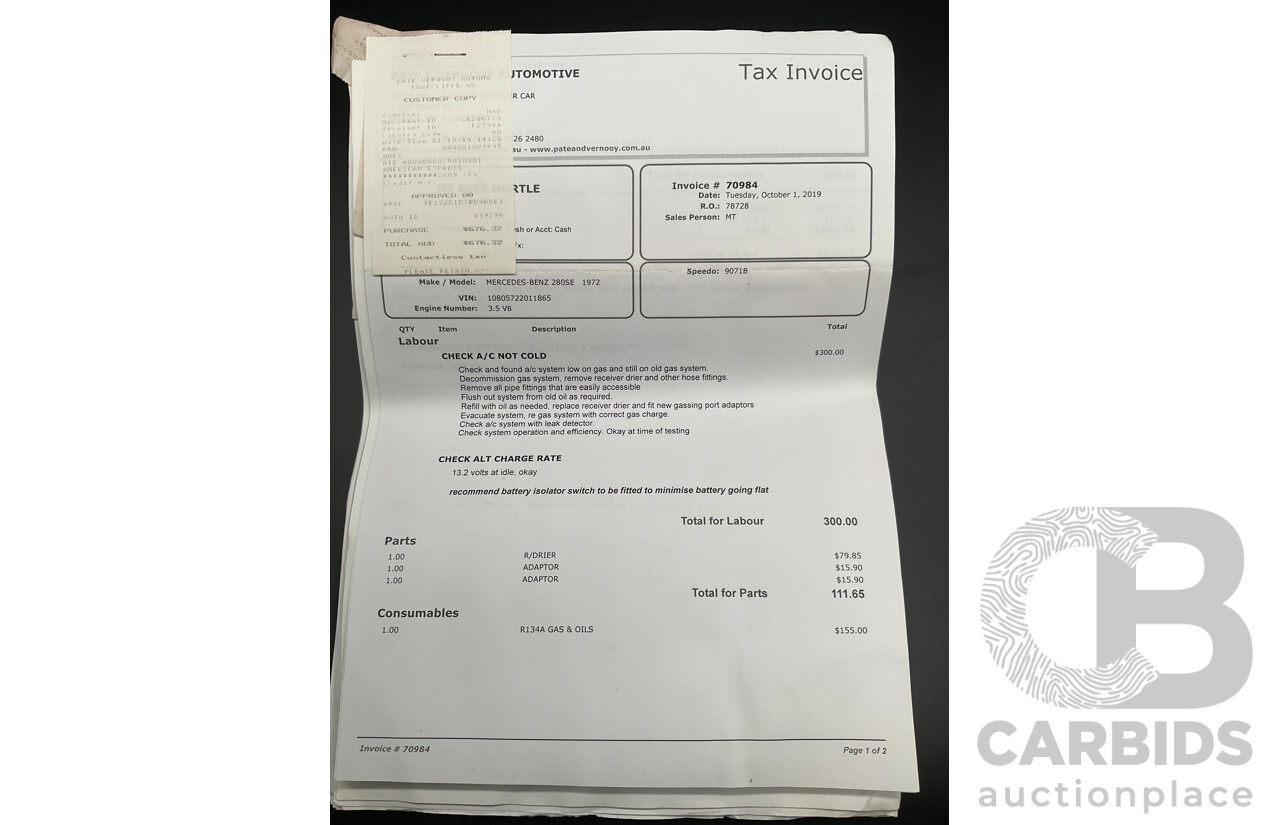 CUSTOMER COPY
AMERICAN EXPRESS
APPROVED 00
AUTH ID
PURCHASE $676.32
TOTAL AUD $676.32
Contactless txn
UTOMOTIVE
Tax Invoice
R CAR
26 2480
au - www.pateandvernooy.com.au
RTLE
Invoice # 70984
Date: Tuesday, October 1, 2019
R.O.: 78728
Sales Person: MT
sh or Acct: Cash
x:
Make / Model: MERCEDES-BENZ 280SE 1972
VIN: 10805722011865
Engine Number: 3.5 V8
Speedo: 90718
QTY Item Description Total
Labour
CHECK A/C NOT COLD $300.00
Check and found a/c system low on gas and still on old gas system.
Decommission gas system, remove receiver drier and other hose fittings.
Remove all pipe fittings that are easily accessible
Flush out system from old oil as required.
Refill with oil as needed, replace receiver drier and fit new gassing port adaptors
Evacuate system, re gas system with correct gas charge.
Check a/c system with leak detector.
Check system operation and efficiency. Okay at time of testing
CHECK ALT CHARGE RATE
13.2 volts at idle, okay
recommend battery isolator switch to be fitted to minimise battery going flat
Total for Labour 300.00
Parts
1.00 R/DRIER $79.85
1.00 ADAPTOR $15.90
1.00 ADAPTOR $15.90
Total for Parts 111.65
Consumables
1.00 R134A GAS & OILS $155.00
Invoice # 70984 Page 1 of 2
CB
CARBIDS
auctionplace